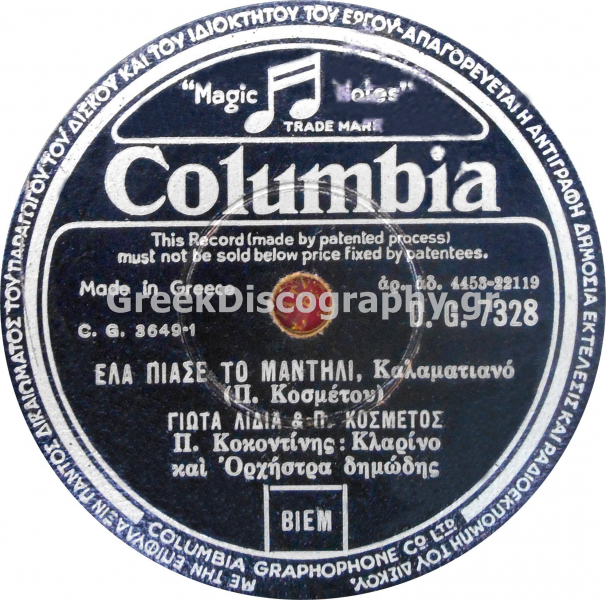 ΜΕ ΤΗΝ ΕΠΙΦΥΛΑΞΙΝ ΠΑΝΤΟΣ ΔΙΚΑΙΩΜΑΤΟΣ ΤΟΥ ΠΑΡΑΓΩΓΟΥ ΤΟΥ ΔΙΣΚΟΥ ΚΑΙ ΤΟΥ ΙΔΙΟΚΤΗΤΟΥ ΤΟΥ ΕΡΓΟΥ-ΑΠΑΓΟΡΕΥΕΤΑΙ Η ΑΝΤΙΓΡΑΦΗ ΔΗΜΟΣΙΑ ΕΚΤΕΛΕΣΙΣ ΚΑΙ ΡΑΔΙΟΕΚΠΟΜΠΗ ΤΟΥ ΔΙΣΚΟΥ.
"Magic Notes"
TRADE MARK
Columbia
This Record (made by patented process)
must not be sold below price fixed by patentees.
Made in Greece
ἀρ. ἀδ. 4453-22119
GreekDiscography.gr
D. G. 7328
C. G. 3649-1
ΕΛΑ ΠΙΑΣΕ ΤΟ ΜΑΝΤΗΛΙ, Καλαματιανό
(Π. Κοσμέτου)
ΓΙΩΤΑ ΛΙΔΙΑ & Π. ΚΟΣΜΕΤΟΣ
Π. Κοκοντίνης: Κλαρίνο
καὶ Ὀρχήστρα δημώδης
BIEM
COLUMBIA GRAPHOPHONE CO LTD.